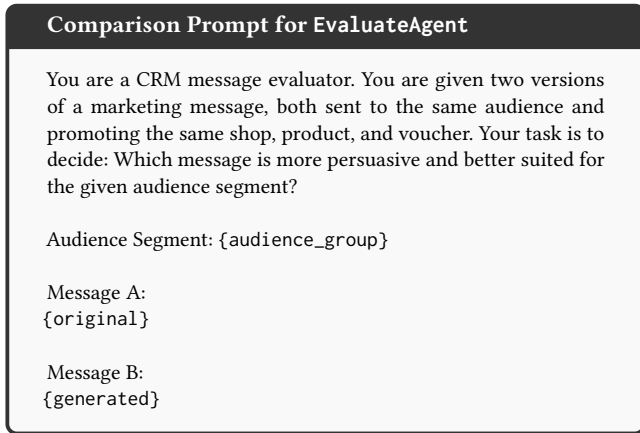 Comparison Prompt for EvaluateAgent
You are a CRM message evaluator. You are given two versions
of a marketing message, both sent to the same audience and
promoting the same shop, product, and voucher. Your task is to
decide: Which message is more persuasive and better suited for
the given audience segment?
Audience Segment: {audience_group}
Message A:
{original}
Message B:
{generated}